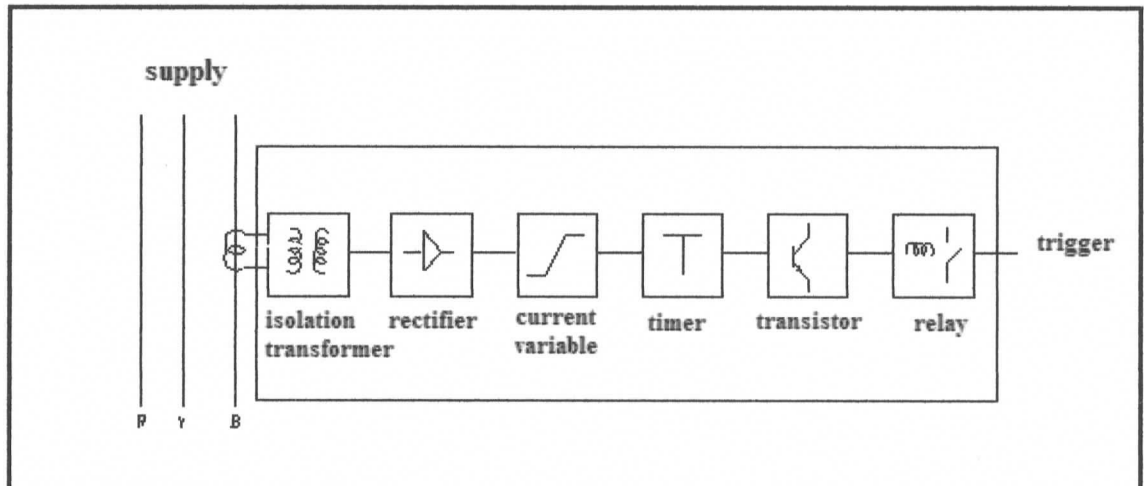 supply
trigger
isolation
transformer
rectifier
current
variable
timer
transistor
relay
R Y B